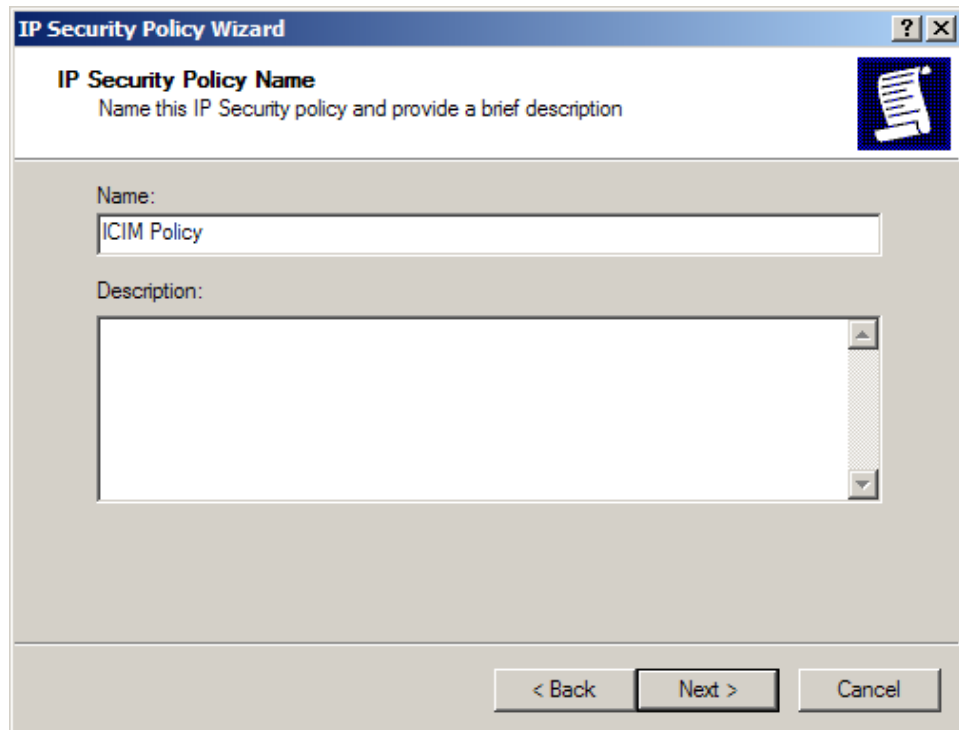 IP Security Policy Wizard
IP Security Policy Name
Name this IP Security policy and provide a brief description
Name:
ICIM Policy
Description:
< Back Next > Cancel